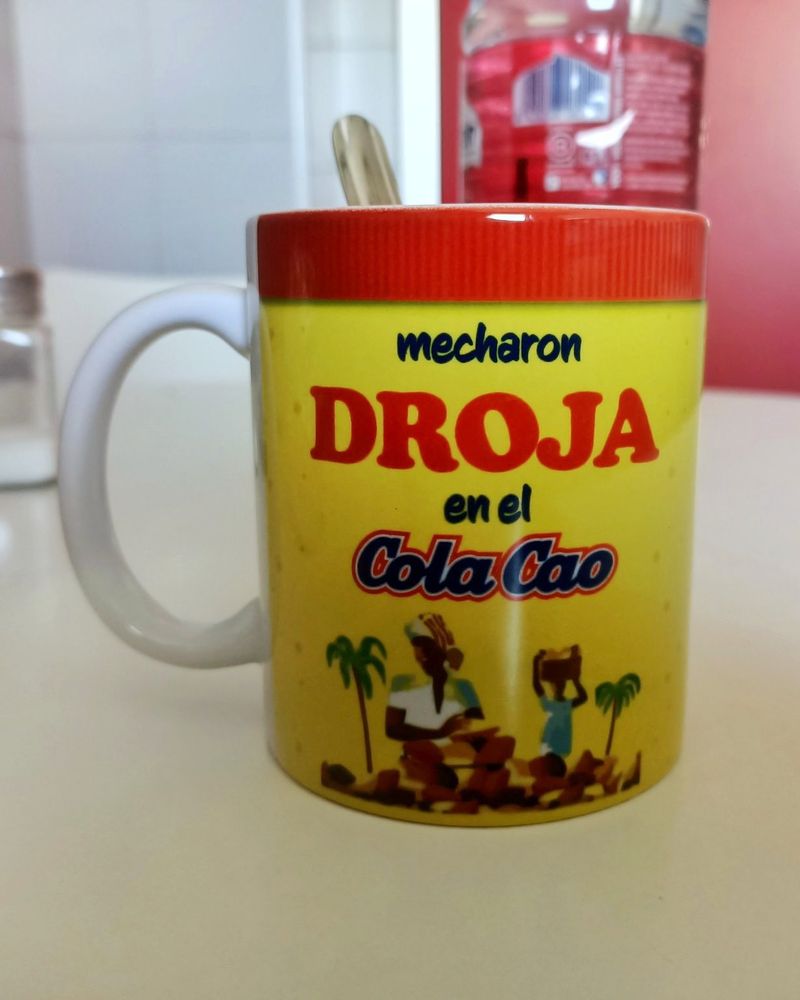 mecharon
DROJA
en el
Cola Cao